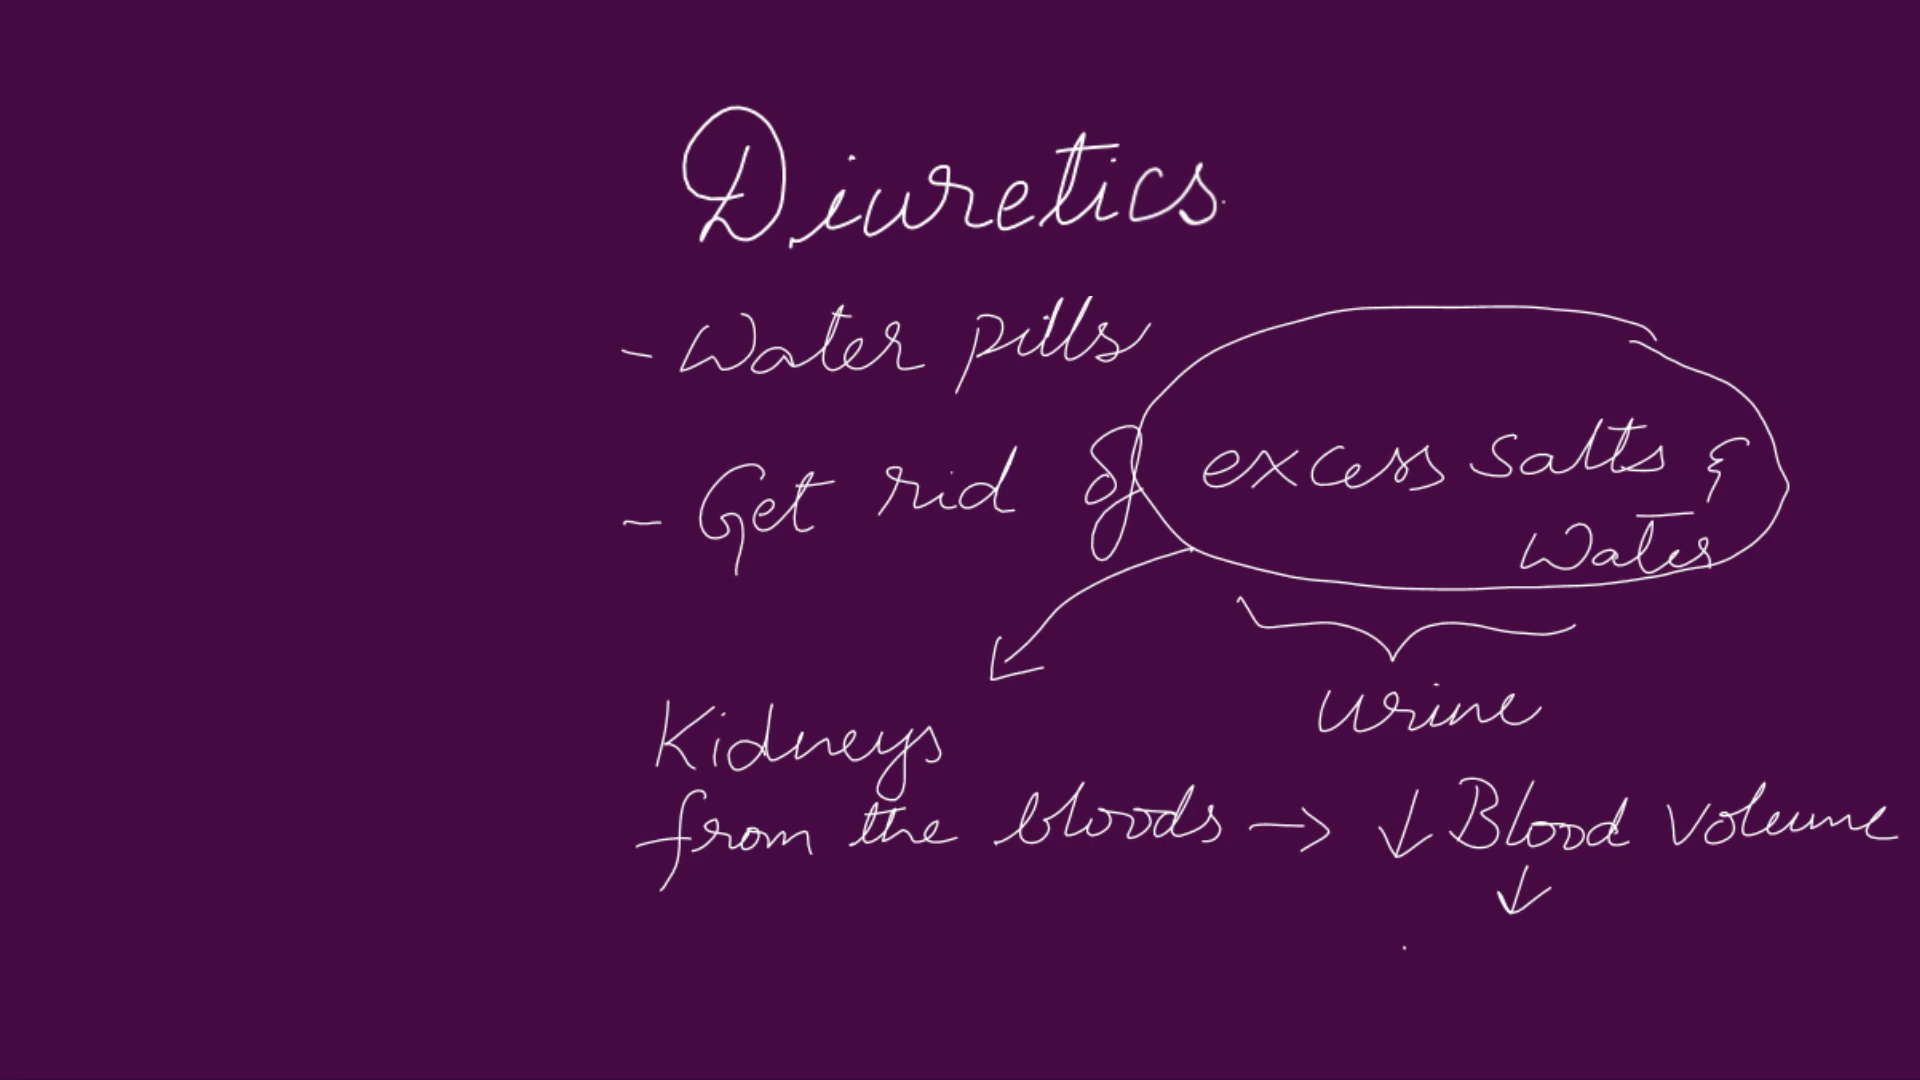 Diuretics
- Water pills
- Get rid of excess salts &
Water
urine
Kidneys
from the bloods → ↓ Blood volume
↓